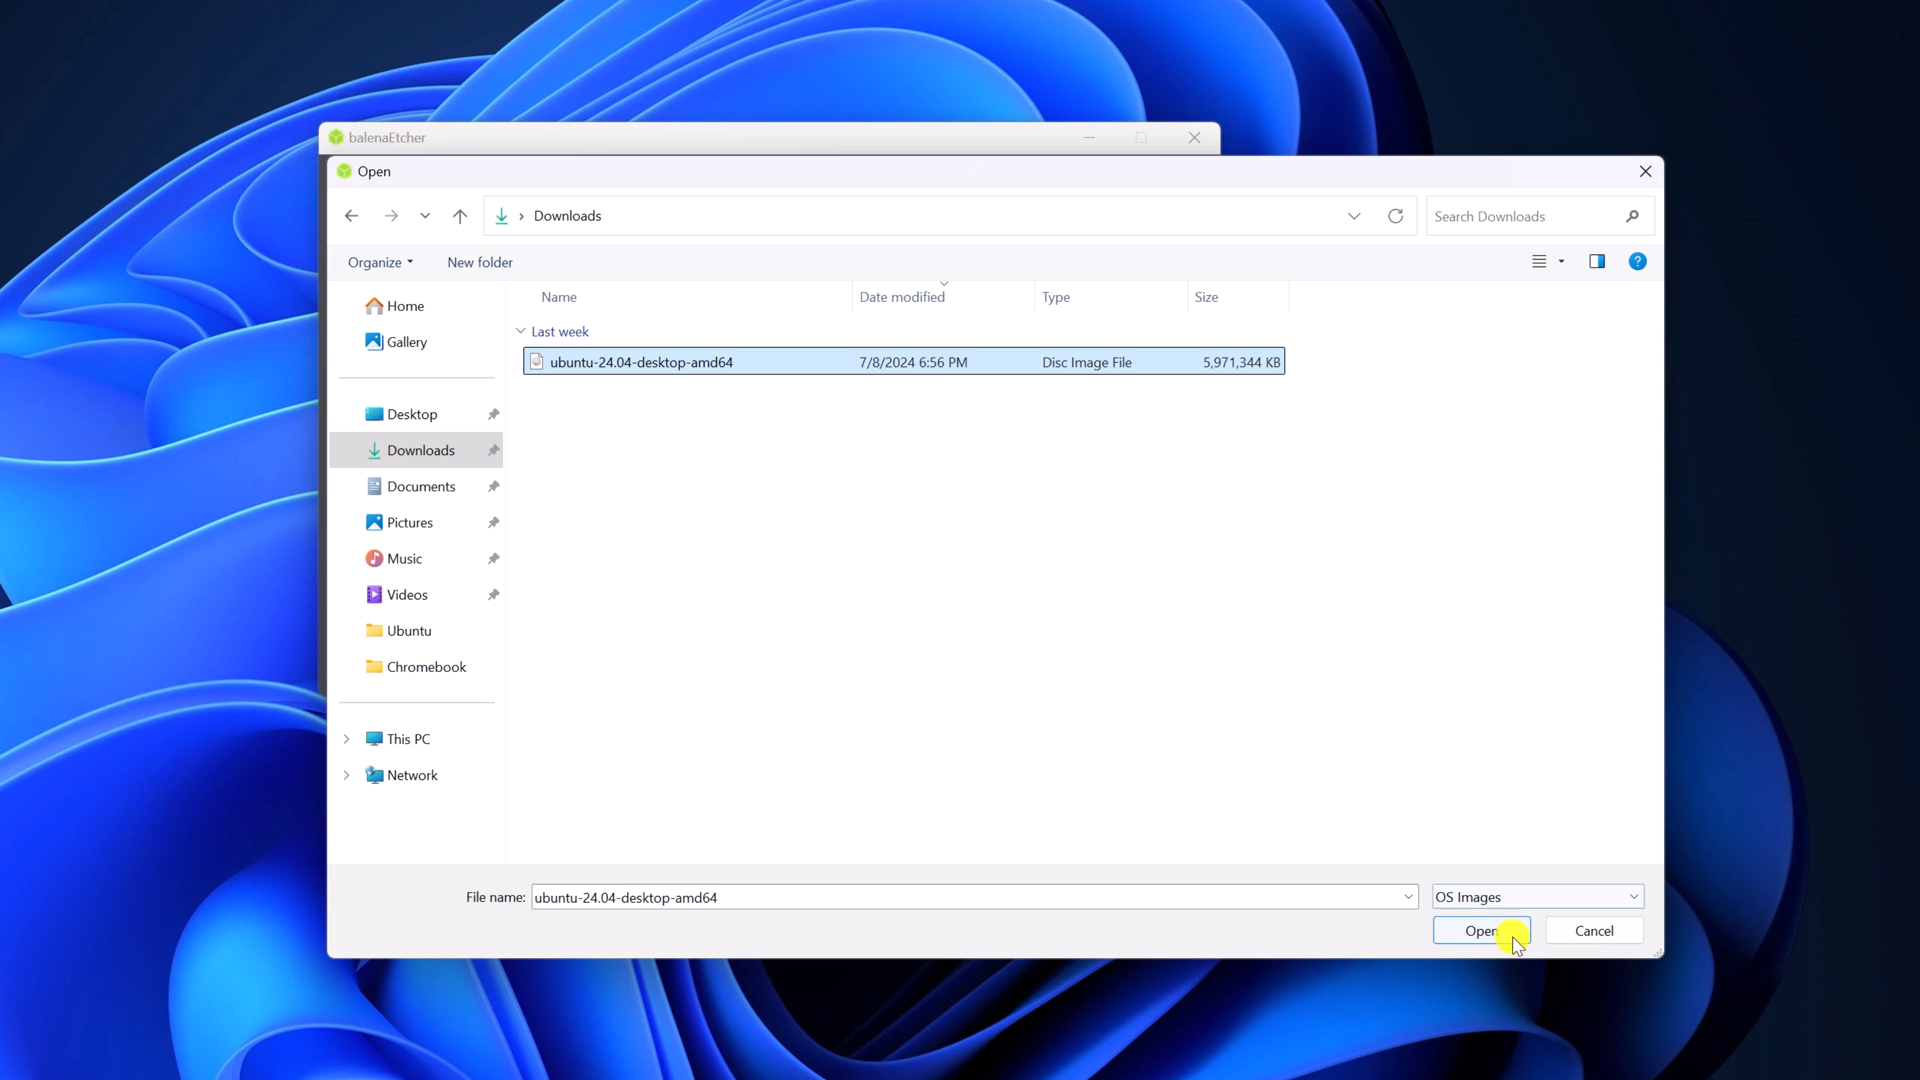 balenaEtcher
Open
Downloads
Search Downloads
Organize
New folder
?
Name
Date modified
Type
Size
Last week
ubuntu-24.04-desktop-amd64
7/8/2024 6:56 PM
Disc Image File
5,971,344 KB
Home
Gallery
Desktop
Downloads
Documents
Pictures
Music
Videos
Ubuntu
Chromebook
This PC
Network
File name:
ubuntu-24.04-desktop-amd64
OS Images
Open
Cancel